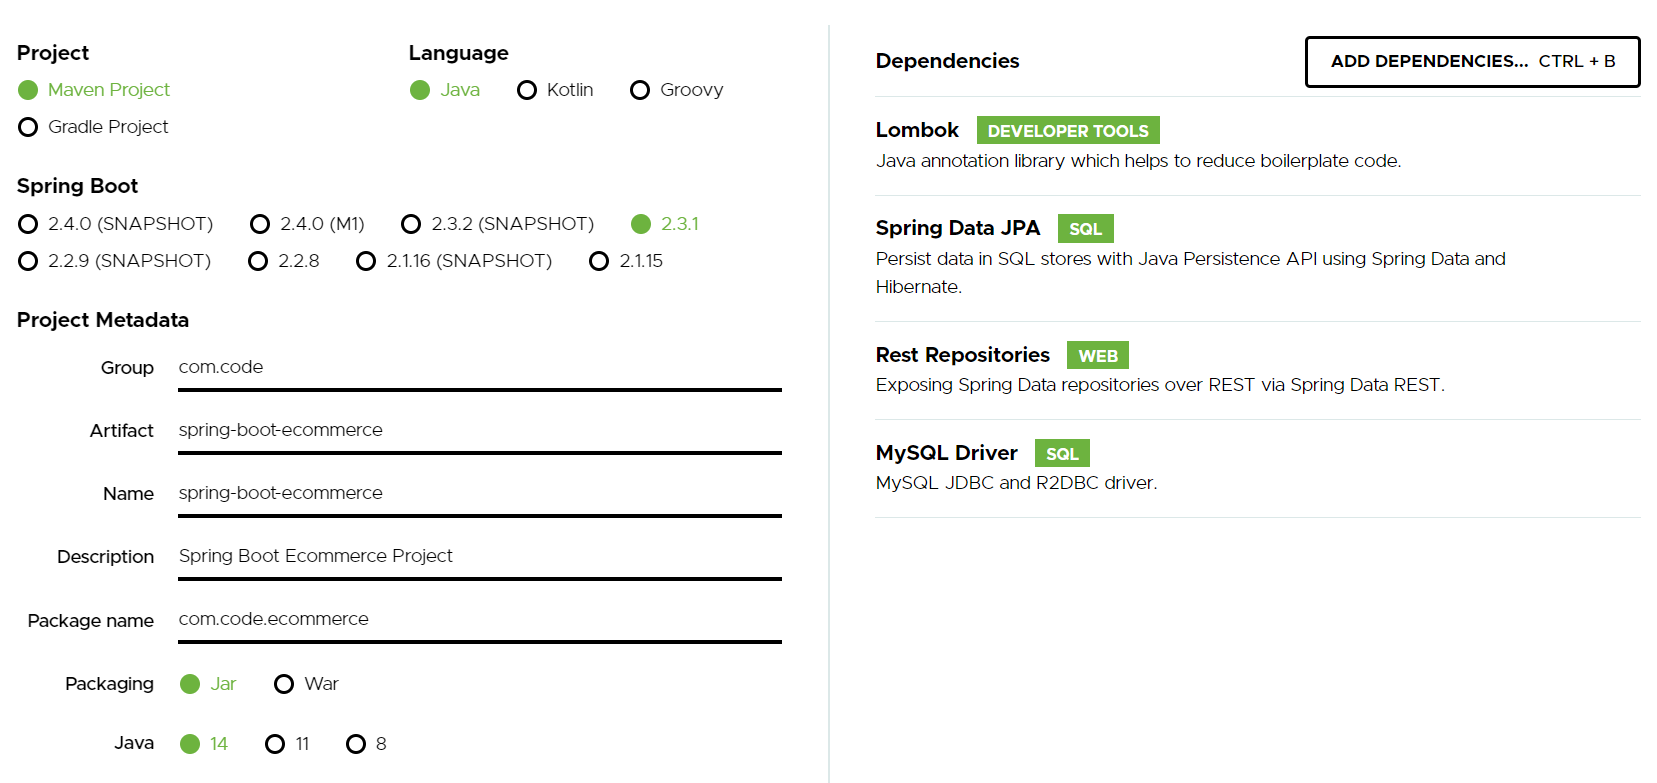 Project
Maven Project
Gradle Project
Language
Java Kotlin Groovy
Spring Boot
2.4.0 (SNAPSHOT) 2.4.0 (M1) 2.3.2 (SNAPSHOT) 2.3.1
2.2.9 (SNAPSHOT) 2.2.8 2.1.16 (SNAPSHOT) 2.1.15
Project Metadata
Group com.code
Artifact spring-boot-ecommerce
Name spring-boot-ecommerce
Description Spring Boot Ecommerce Project
Package name com.code.ecommerce
Packaging Jar War
Java 14 11 8
Dependencies ADD DEPENDENCIES... CTRL + B
Lombok DEVELOPER TOOLS
Java annotation library which helps to reduce boilerplate code.
Spring Data JPA SQL
Persist data in SQL stores with Java Persistence API using Spring Data and
Hibernate.
Rest Repositories WEB
Exposing Spring Data repositories over REST via Spring Data REST.
MySQL Driver SQL
MySQL JDBC and R2DBC driver.